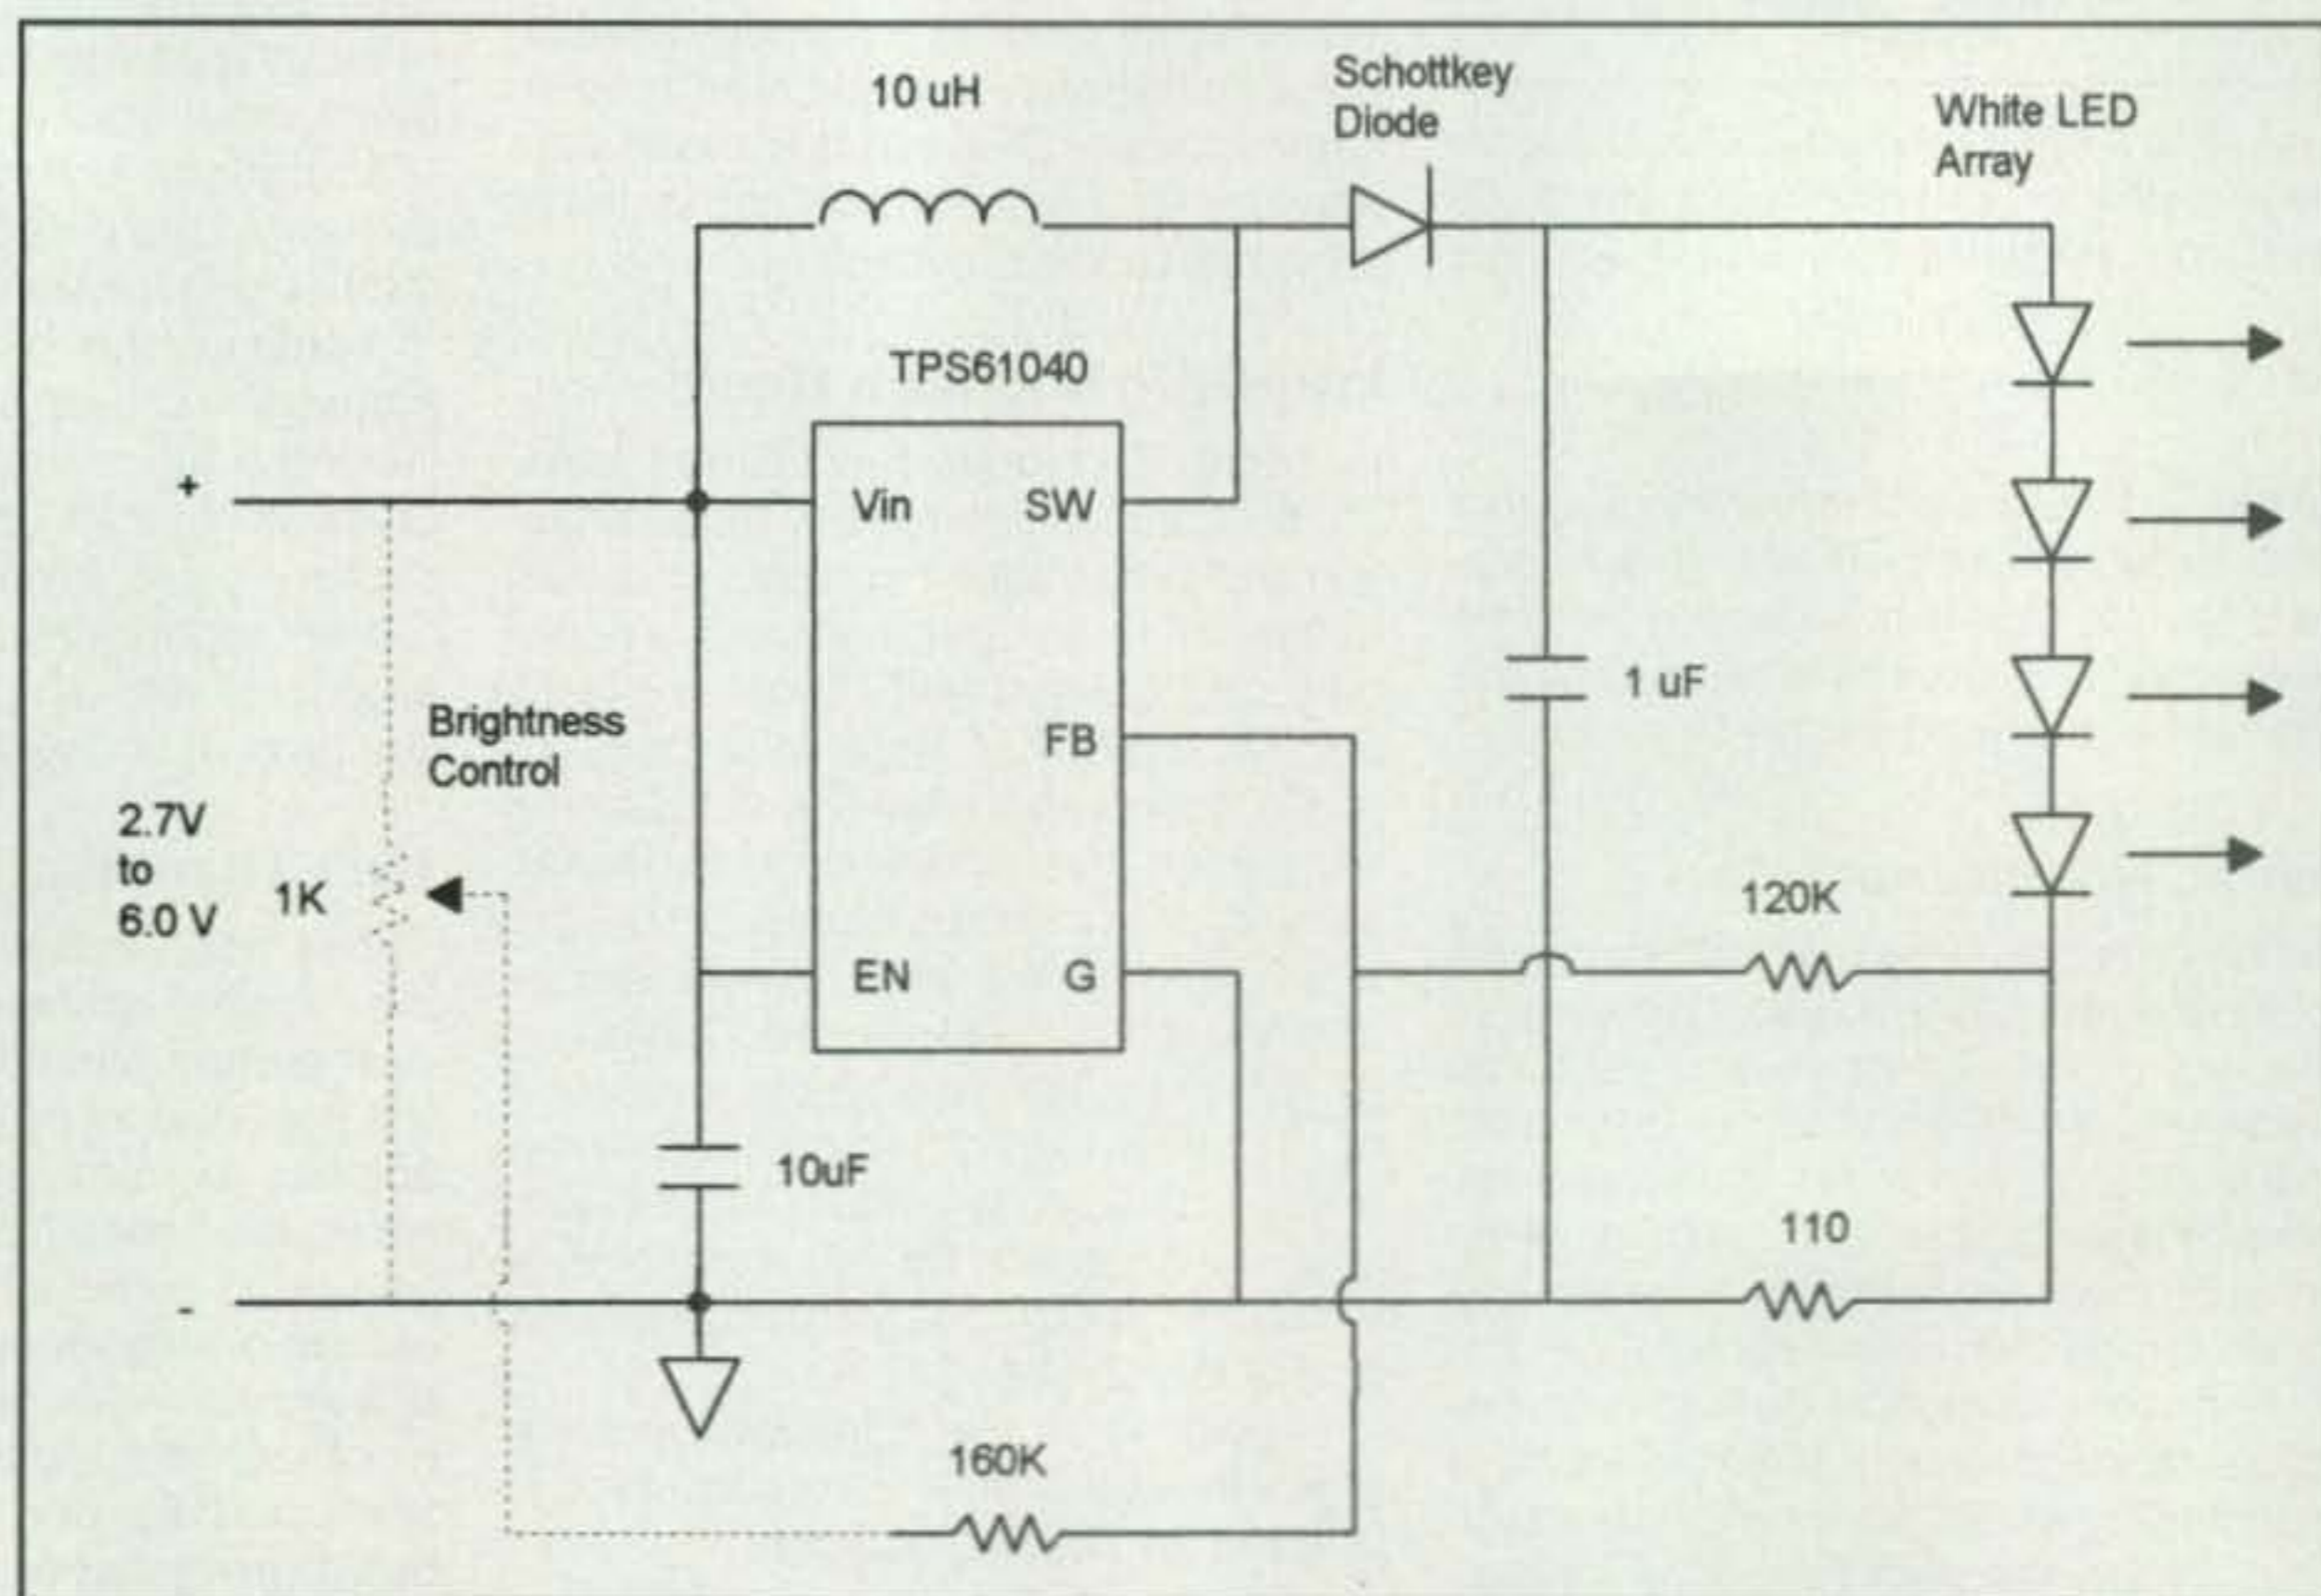 10 uH
Schottkey
Diode
White LED
Array
TPS61040
+
Vin
SW
Brightness
Control
FB
1 uF
2.7V
to
6.0 V
1K
120K
EN
G
10uF
110
-
160K